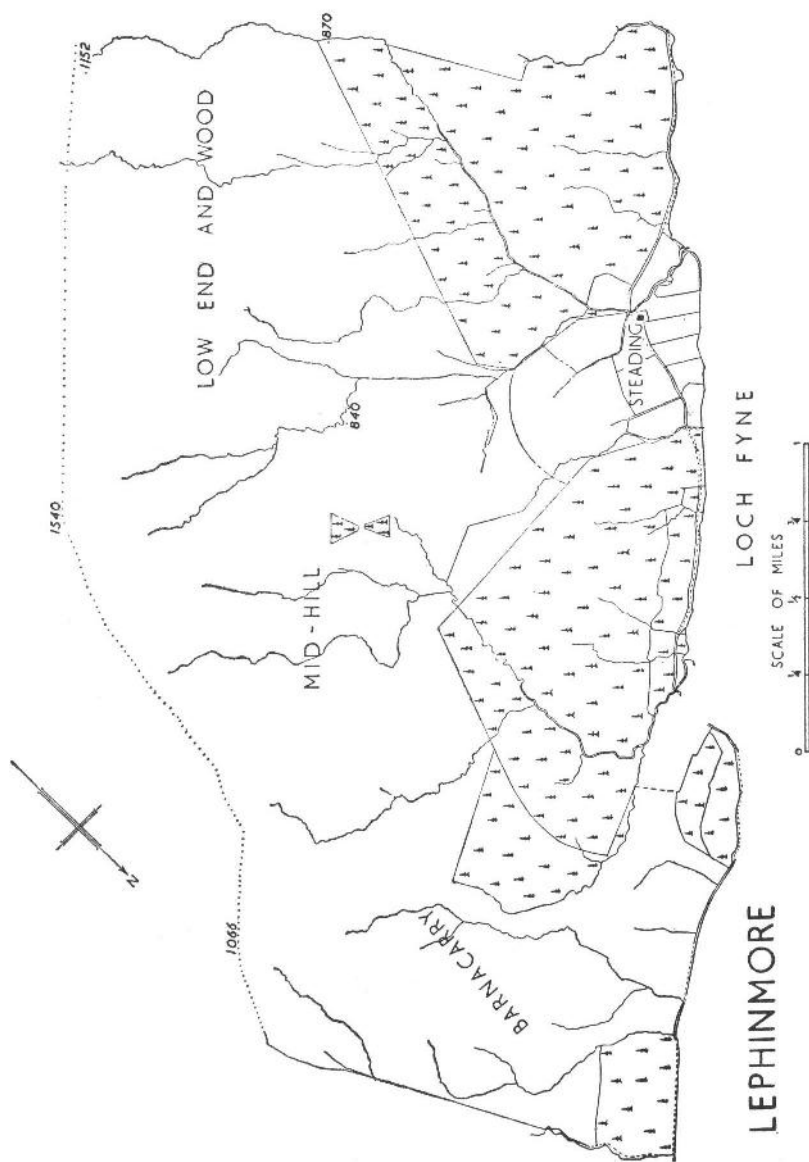 1152
870
LOW END AND WOOD
1540
840
MID-HILL
1066
BARNACARRY
STEADING
LOCH FYNE
SCALE OF MILES
0 ¼ ½ ¾ 1
N
LEPHINMORE